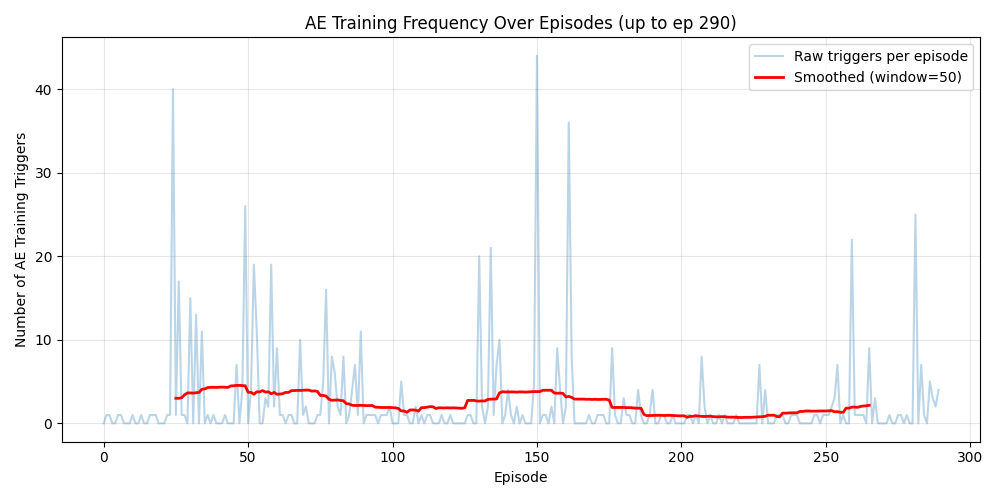 AE Training Frequency Over Episodes (up to ep 290)
Raw triggers per episode
Smoothed (window=50)
Number of AE Training Triggers
40
30
20
10
0
0 50 100 150 200 250 300
Episode